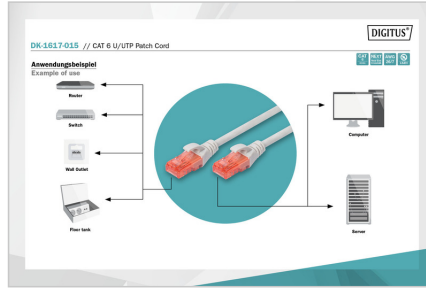 DIGITUS®
DK-1617-015 // CAT 6 U/UTP Patch Cord
Anwendungsbeispiel
Example of use
Router
Switch
Wall Outlet
Floor tank
Computer
Server